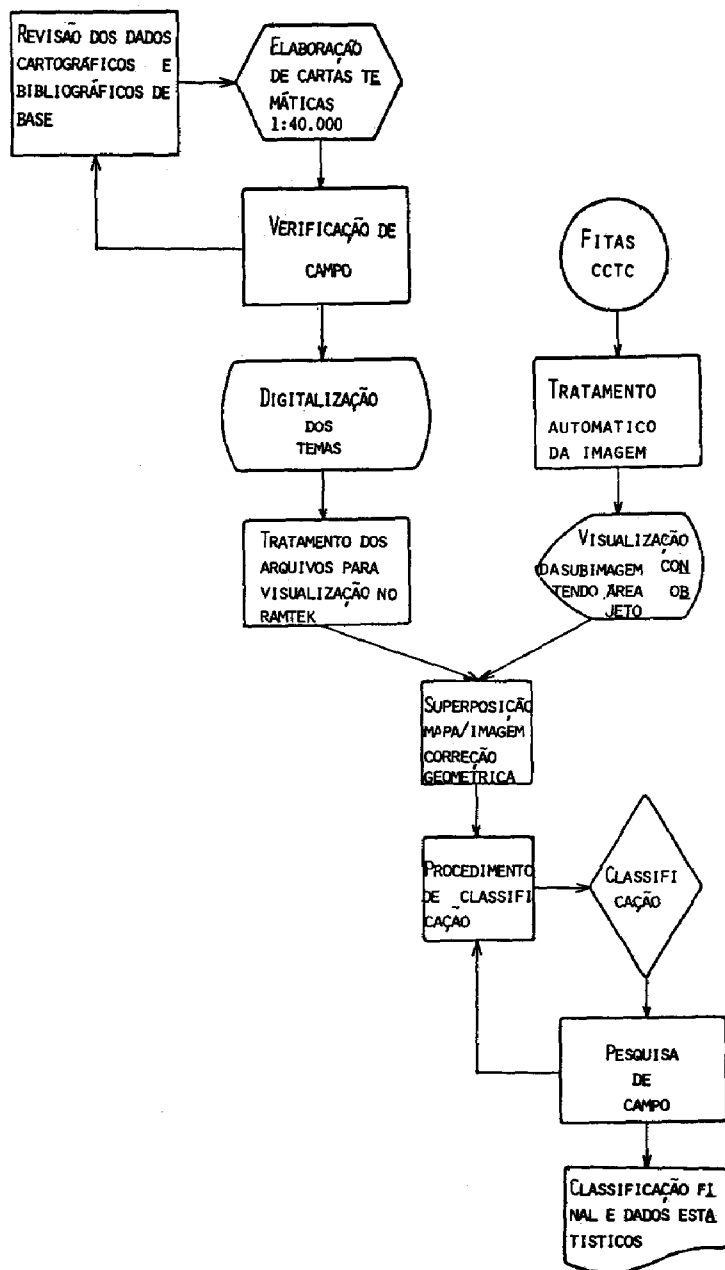 REVISÃO DOS DADOS
CARTOGRÁFICOS E
BIBLIOGRÁFICOS DE
BASE
ELABORAÇÃO
DE CARTAS TE
MÁTICAS
1:40.000
VERIFICAÇÃO DE
CAMPO
FITAS
CCTC
DIGITALIZAÇÃO
DOS
TEMAS
TRATAMENTO
AUTOMATICO
DA IMAGEM
TRATAMENTO DOS
ARQUIVOS PARA
VISUALIZAÇÃO NO
RAMTEK
VISUALIZAÇÃO
DASUBIMAGEM CON
TENDO ÁREA OB
JETO
SUPERPOSIÇÃO
MAPA/IMAGEM
CORREÇÃO
GEOMETRICA
PROCEDIMENTO
DE CLASSIFI
CAÇÃO
CLASSIFI
CAÇÃO
PESQUISA
DE
CAMPO
CLASSIFICAÇÃO FI
NAL E DADOS ESTA
TISTICOS